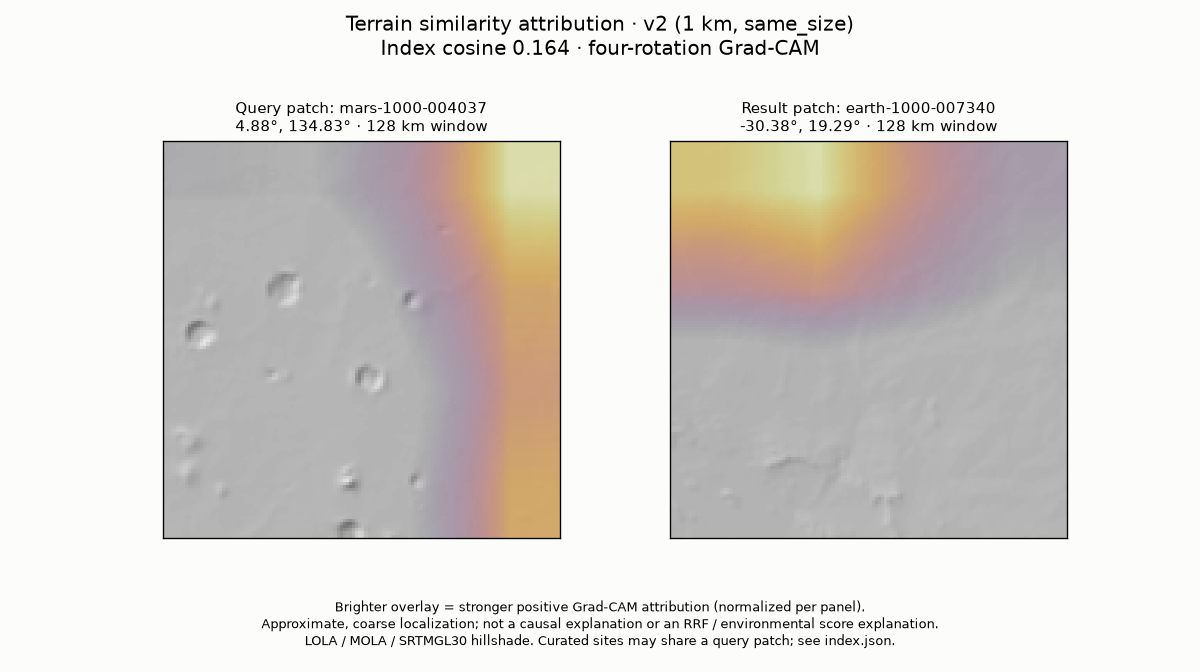 Terrain similarity attribution · v2 (1 km, same_size)
Index cosine 0.164 · four-rotation Grad-CAM
Query patch: mars-1000-004037
4.88°, 134.83° · 128 km window
Result patch: earth-1000-007340
-30.38°, 19.29° · 128 km window
Brighter overlay = stronger positive Grad-CAM attribution (normalized per panel).
Approximate, coarse localization; not a causal explanation or an RRF / environmental score explanation.
LOLA / MOLA / SRTMGL30 hillshade. Curated sites may share a query patch; see index.json.